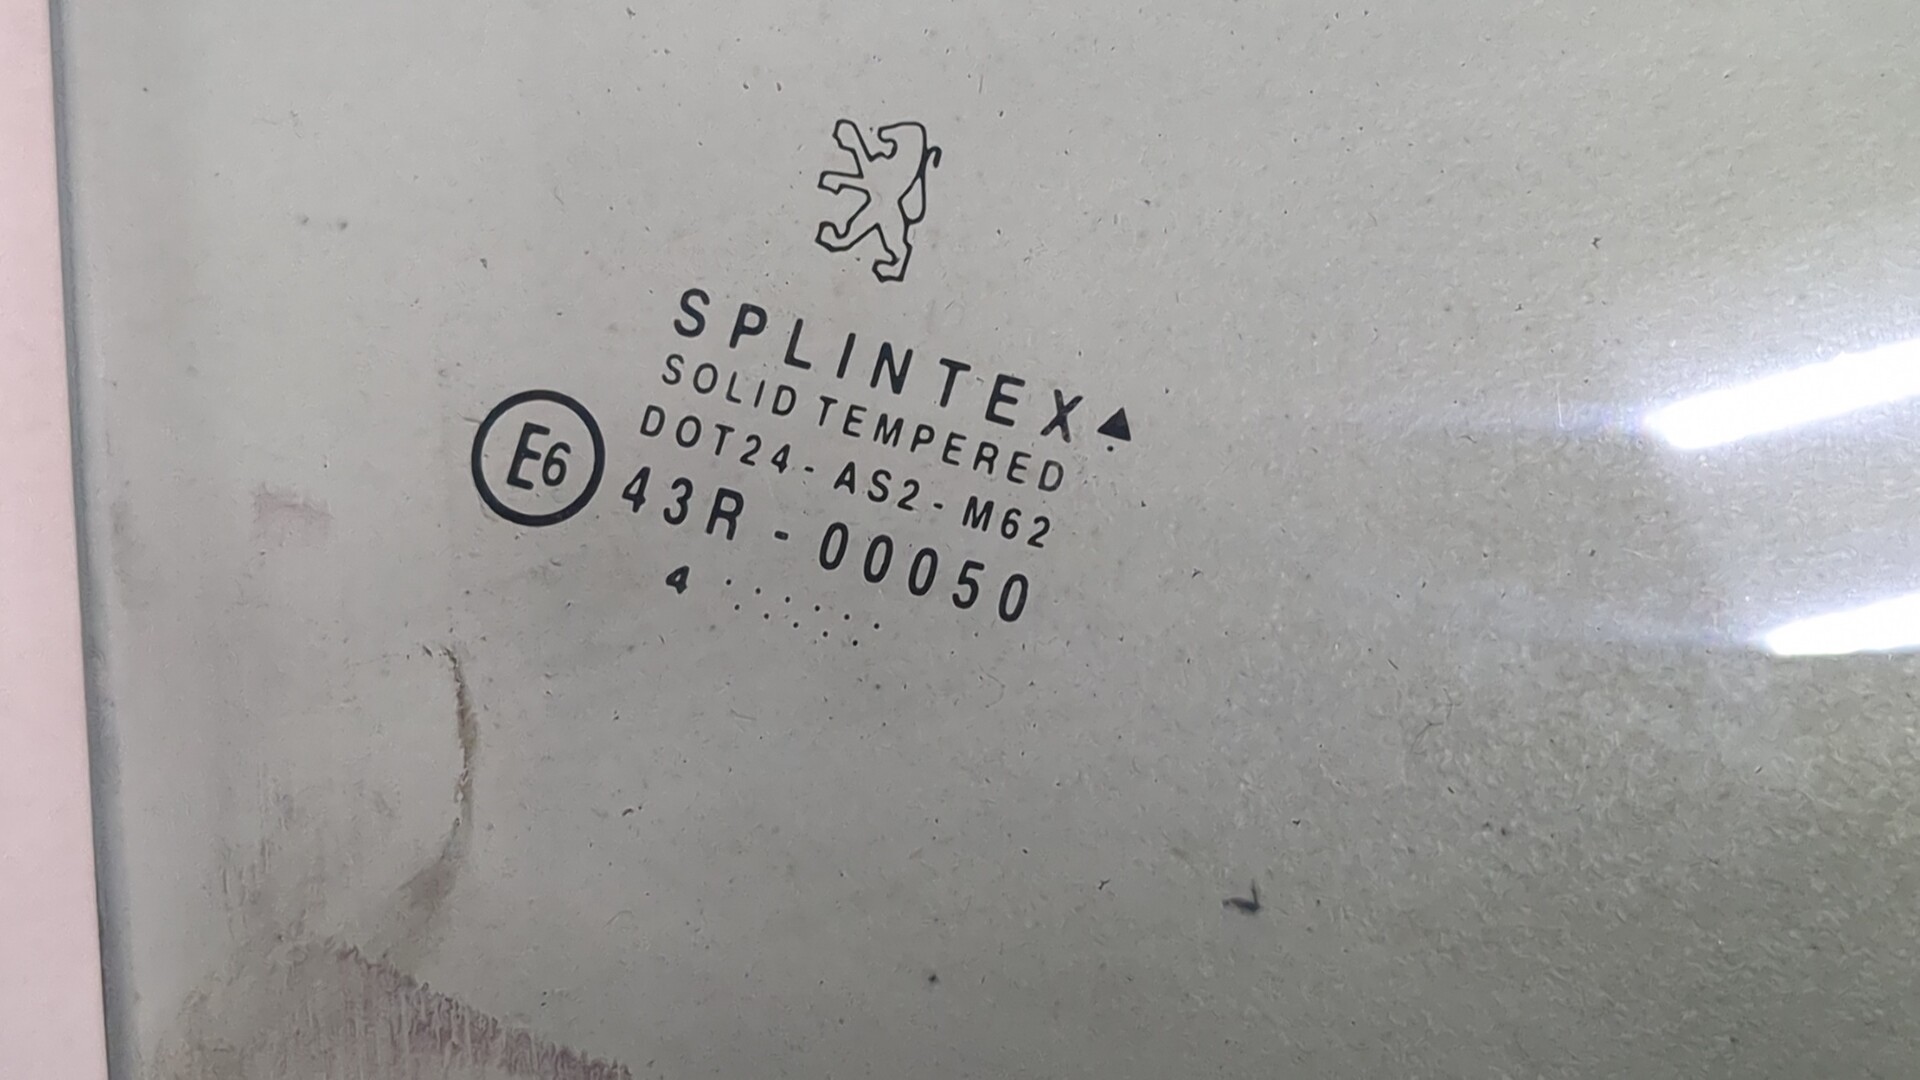 SPLINTEX
SOLID TEMPERED
DOT24-AS2-M62
E6
43R-00050
4